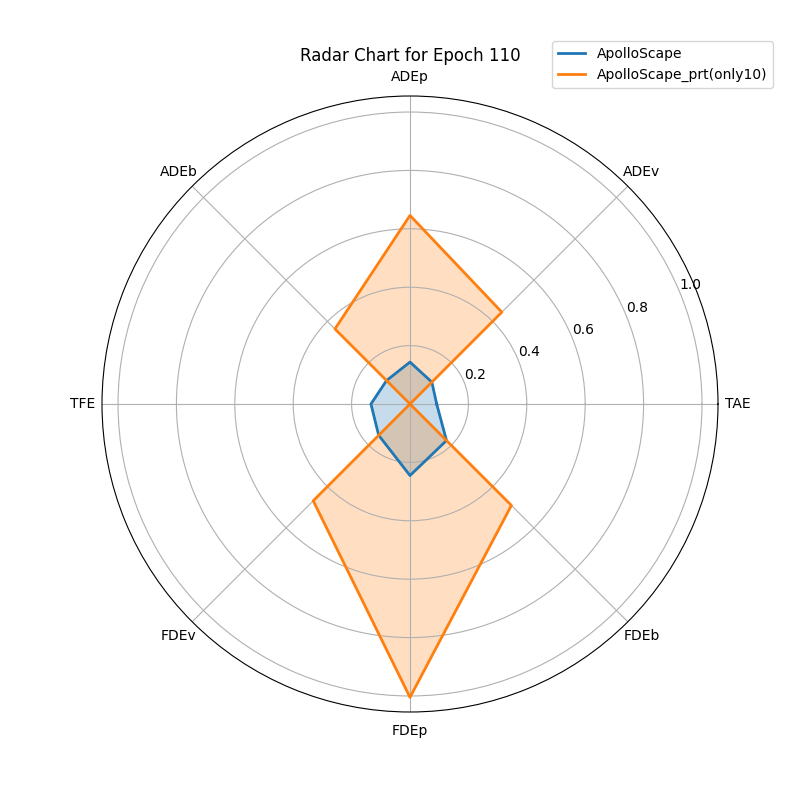 Radar Chart for Epoch 110
ApolloScape
ApolloScape_prt(only10)
ADEp
ADEb
ADEv
1.0
0.8
0.6
0.4
0.2
TFE
TAE
FDEv
FDEb
FDEp